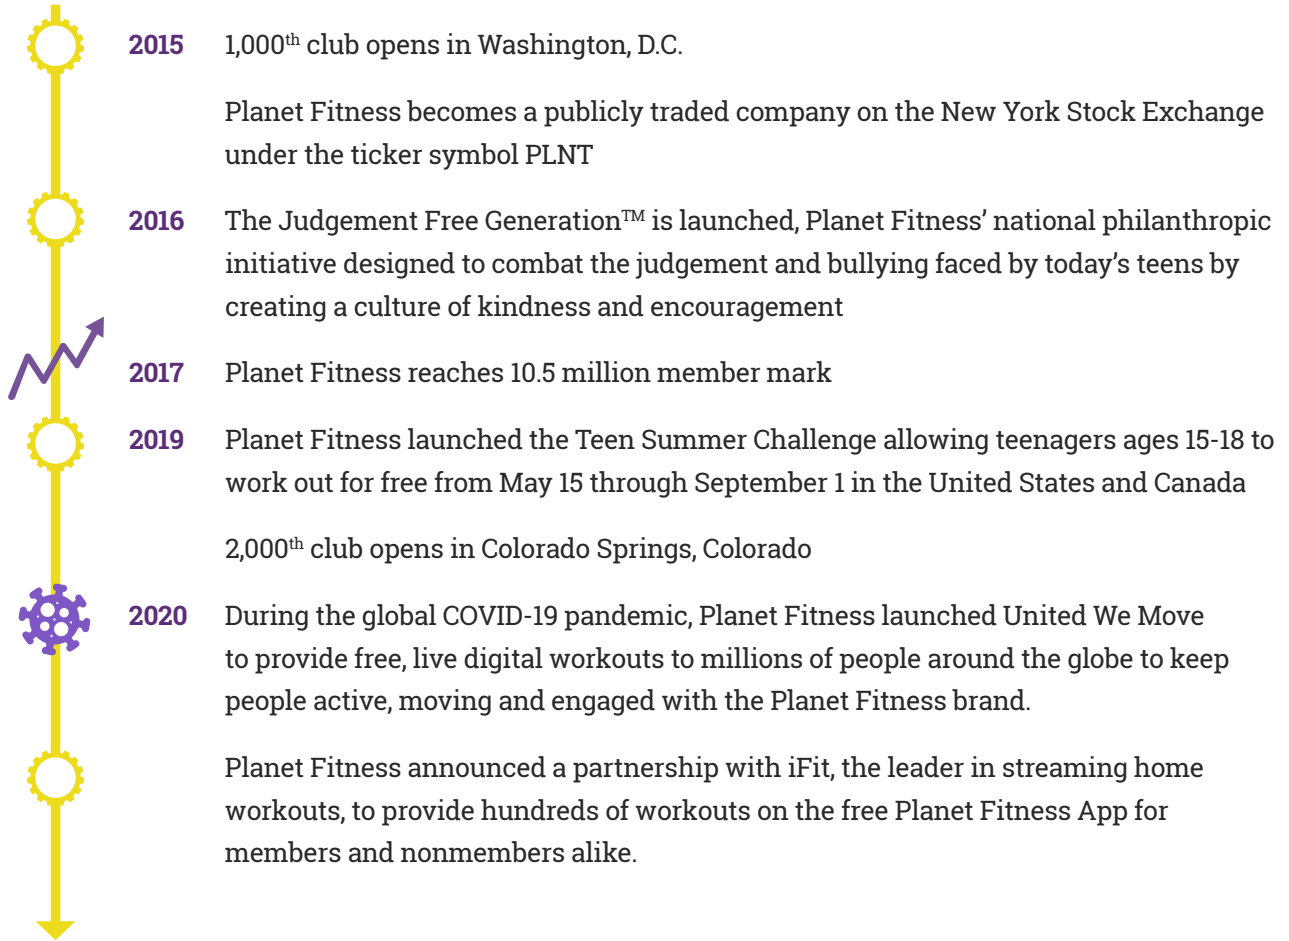 2015 1,000th club opens in Washington, D.C.
Planet Fitness becomes a publicly traded company on the New York Stock Exchange
under the ticker symbol PLNT
2016 The Judgement Free Generation™ is launched, Planet Fitness’ national philanthropic
initiative designed to combat the judgement and bullying faced by today’s teens by
creating a culture of kindness and encouragement
2017 Planet Fitness reaches 10.5 million member mark
2019 Planet Fitness launched the Teen Summer Challenge allowing teenagers ages 15-18 to
work out for free from May 15 through September 1 in the United States and Canada
2,000th club opens in Colorado Springs, Colorado
2020 During the global COVID-19 pandemic, Planet Fitness launched United We Move
to provide free, live digital workouts to millions of people around the globe to keep
people active, moving and engaged with the Planet Fitness brand.
Planet Fitness announced a partnership with iFit, the leader in streaming home
workouts, to provide hundreds of workouts on the free Planet Fitness App for
members and nonmembers alike.